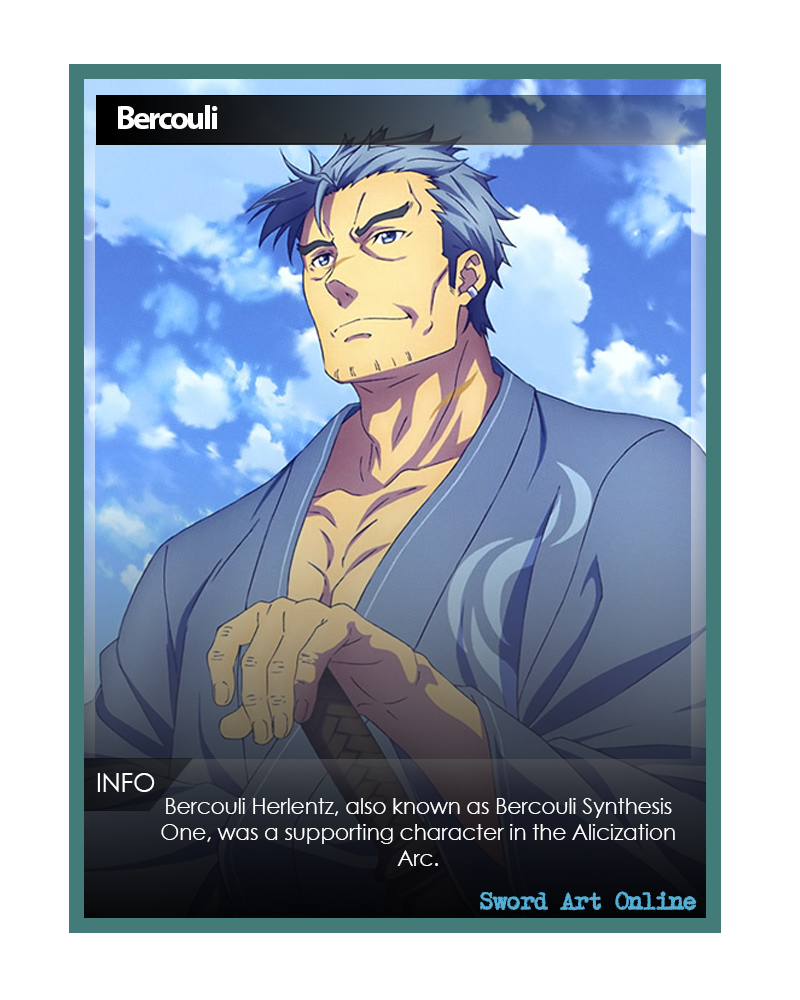 Bercouli
INFO
Bercouli Herlentz, also known as Bercouli Synthesis
One, was a supporting character in the Alicization
Arc.
Sword Art Online